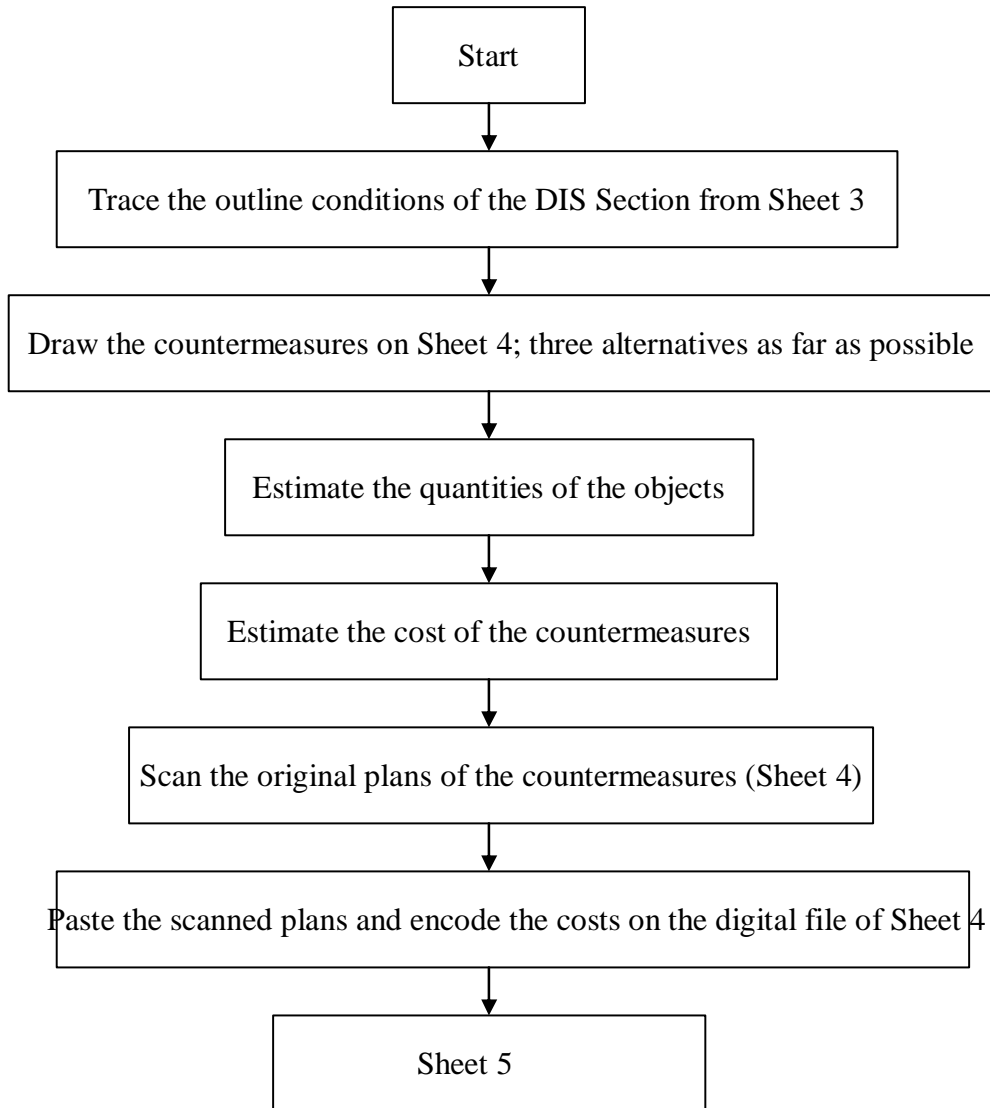 Start
Trace the outline conditions of the DIS Section from Sheet 3
Draw the countermeasures on Sheet 4; three alternatives as far as possible
Estimate the quantities of the objects
Estimate the cost of the countermeasures
Scan the original plans of the countermeasures (Sheet 4)
Paste the scanned plans and encode the costs on the digital file of Sheet 4
Sheet 5